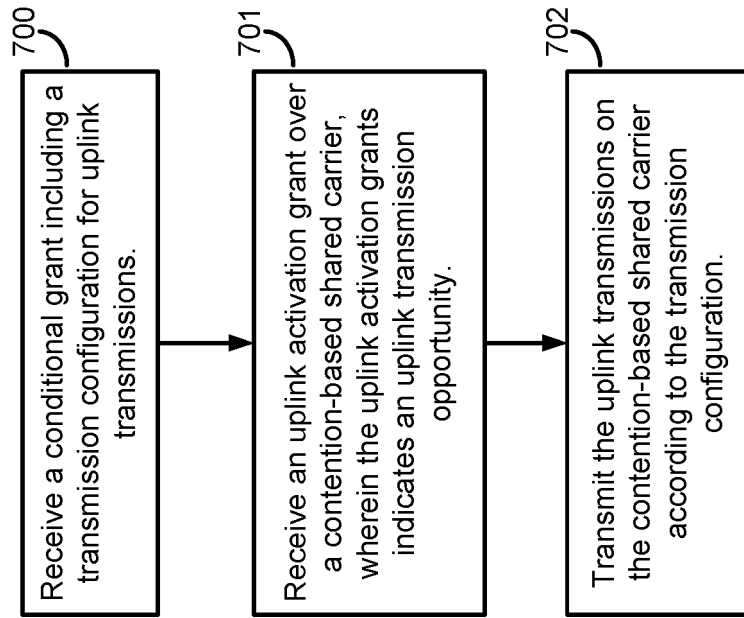 700
Receive a conditional grant including a
transmission configuration for uplink
transmissions.
701
Receive an uplink activation grant over
a contention-based shared carrier,
wherein the uplink activation grants
indicates an uplink transmission
opportunity.
702
Transmit the uplink transmissions on
the contention-based shared carrier
according to the transmission
configuration.